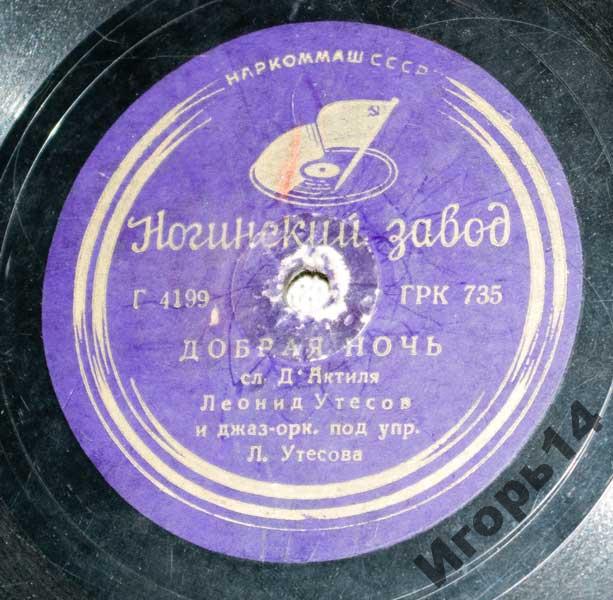 НАРКОММАШ СССР
Ногинский завод
Г 4199 ГРК 735
ДОБРАЯ НОЧЬ
сл. Д'Актиля
Леонид Утесов
и джаз-орк. под упр.
Л. Утесова
Игорь14